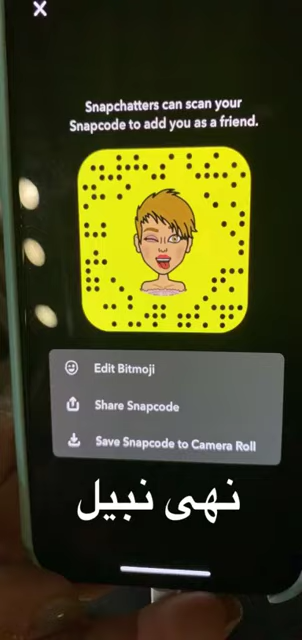 Snapchatters can scan your
Snapcode to add you as a friend.
Edit Bitmoji
Share Snapcode
Save Snapcode to Camera Roll
نهى نبيل